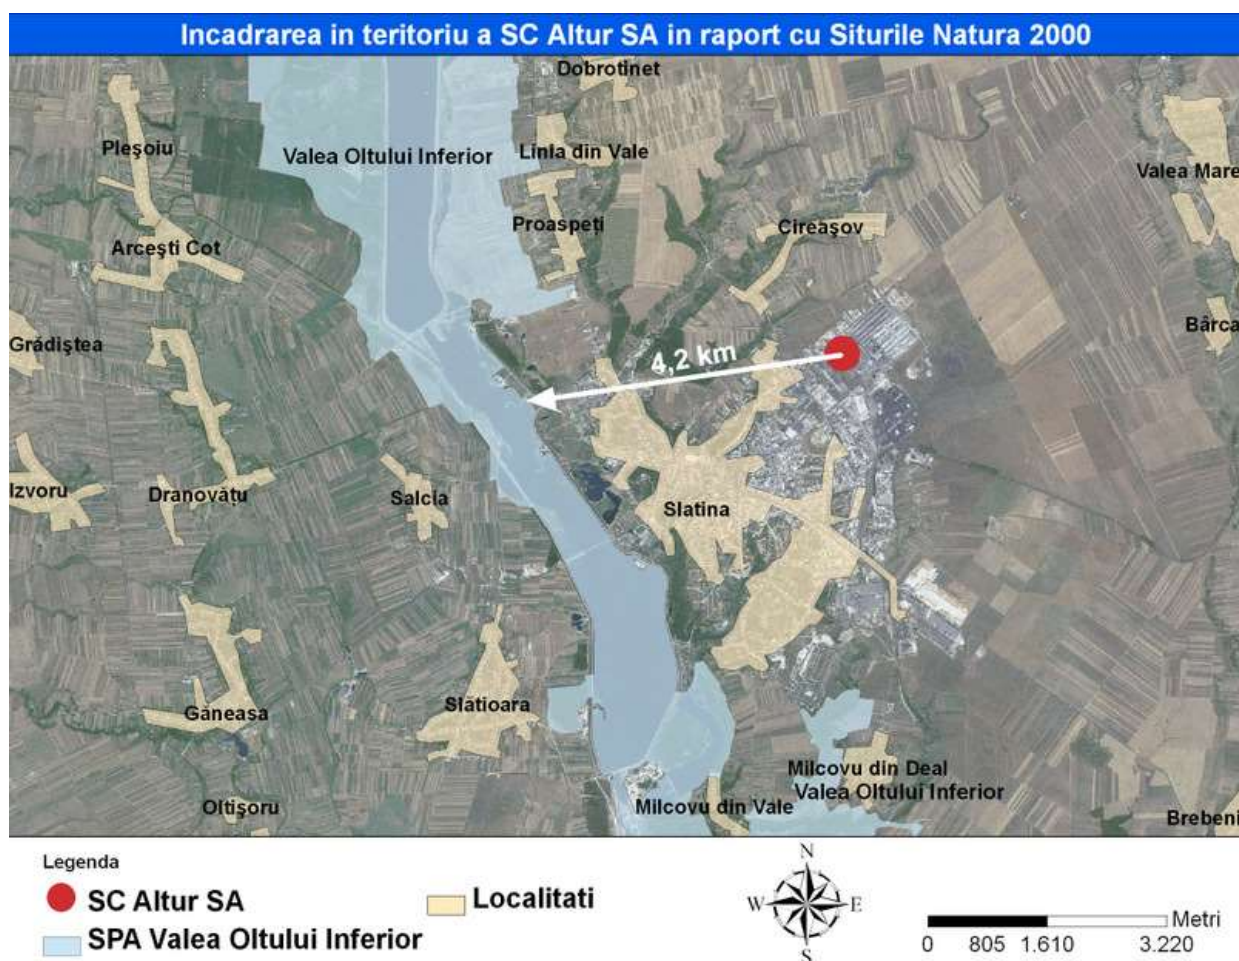 Incadrarea in teritoriu a SC Altur SA in raport cu Siturile Natura 2000
Dobrotinet
Pleşoiu
Valea Oltului Inferior
Linia din Vale
Valea Mare
Proaspeţi
Cireaşov
Arceşti Cot
Grădiştea
Bârca
4,2 km
Izvoru
Dranovăţu
Salcia
Slatina
Găneasa
Slătioara
Milcovu din Deal
Valea Oltului Inferior
Oltişoru
Milcovu din Vale
Brebeni
Legenda
SC Altur SA
Localitati
SPA Valea Oltului Inferior
N
W
E
S
Metri
0 805 1.610 3.220